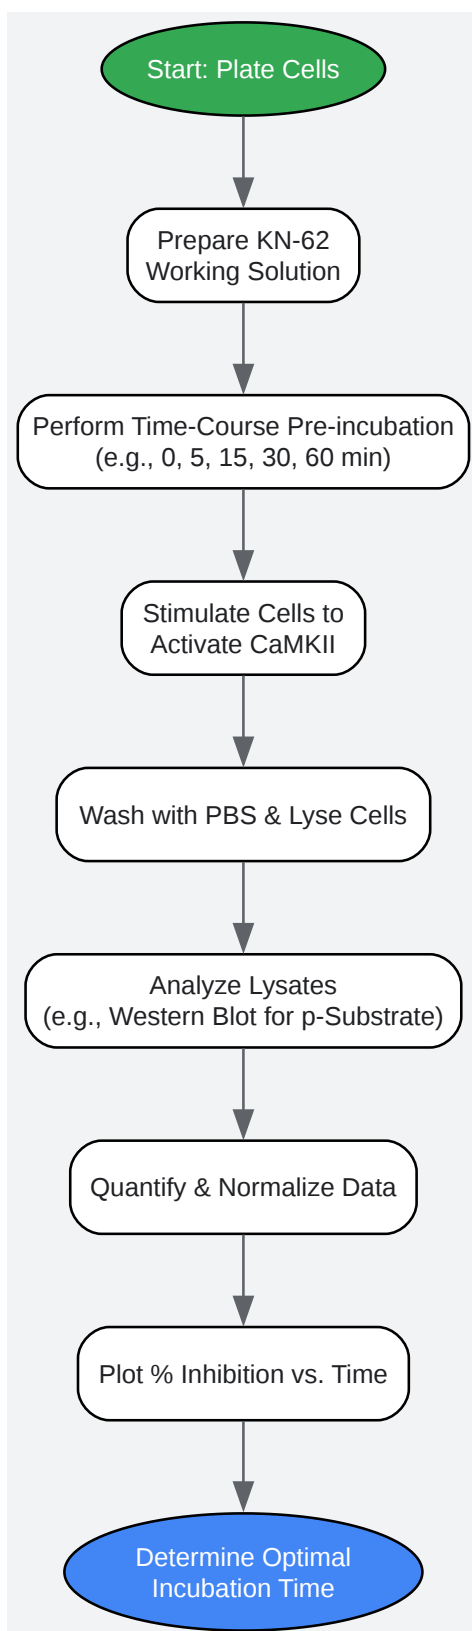 Start: Plate Cells
Prepare KN-62
Working Solution
Perform Time-Course Pre-incubation
(e.g., 0, 5, 15, 30, 60 min)
Stimulate Cells to
Activate CaMKII
Wash with PBS & Lyse Cells
Analyze Lysates
(e.g., Western Blot for p-Substrate)
Quantify & Normalize Data
Plot % Inhibition vs. Time
Determine Optimal
Incubation Time